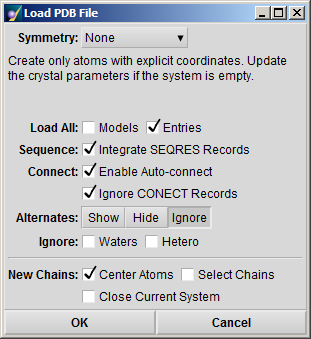 Load PDB File
Symmetry: None
Create only atoms with explicit coordinates. Update
the crystal parameters if the system is empty.
Load All: Models Entries
Sequence: Integrate SEQRES Records
Connect: Enable Auto-connect
Ignore CONECT Records
Alternates: Show Hide Ignore
Ignore: Waters Hetero
New Chains: Center Atoms Select Chains
Close Current System
OK Cancel